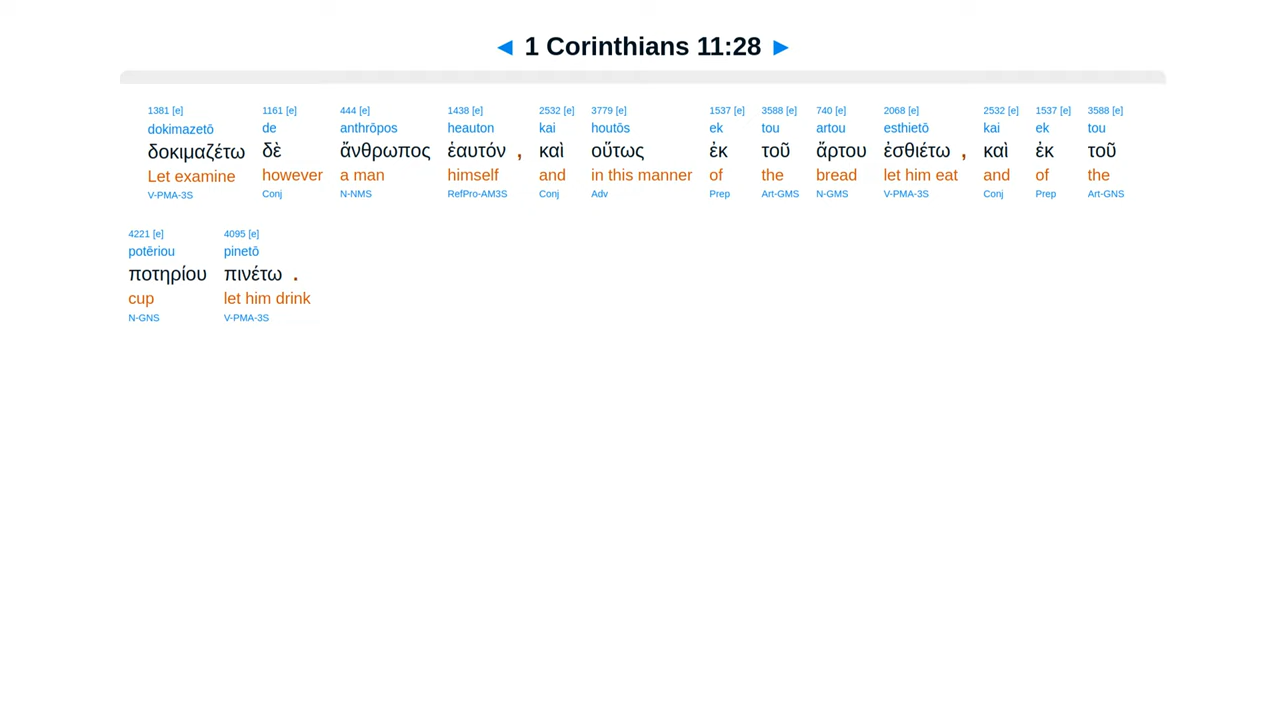 ◄ 1 Corinthians 11:28 ►
1381 [e] 1161 [e] 444 [e] 1438 [e] 2532 [e] 3779 [e] 1537 [e] 3588 [e] 740 [e] 2068 [e] 2532 [e] 1537 [e] 3588 [e]
dokimazetō de anthrōpos heauton kai houtōs ek tou artou esthietō kai ek tou
δοκιμαζέτω δὲ ἄνθρωπος ἑαυτόν , καὶ οὕτως ἐκ τοῦ ἄρτου ἐσθιέτω , καὶ ἐκ τοῦ
Let examine however a man himself and in this manner of the bread let him eat and of the
V-PMA-3S Conj N-NMS RefPro-AM3S Conj Adv Prep Art-GMS N-GMS V-PMA-3S Conj Prep Art-GNS
4221 [e] 4095 [e]
potēriou pinetō
ποτηρίου πινέτω .
cup let him drink
N-GNS V-PMA-3S